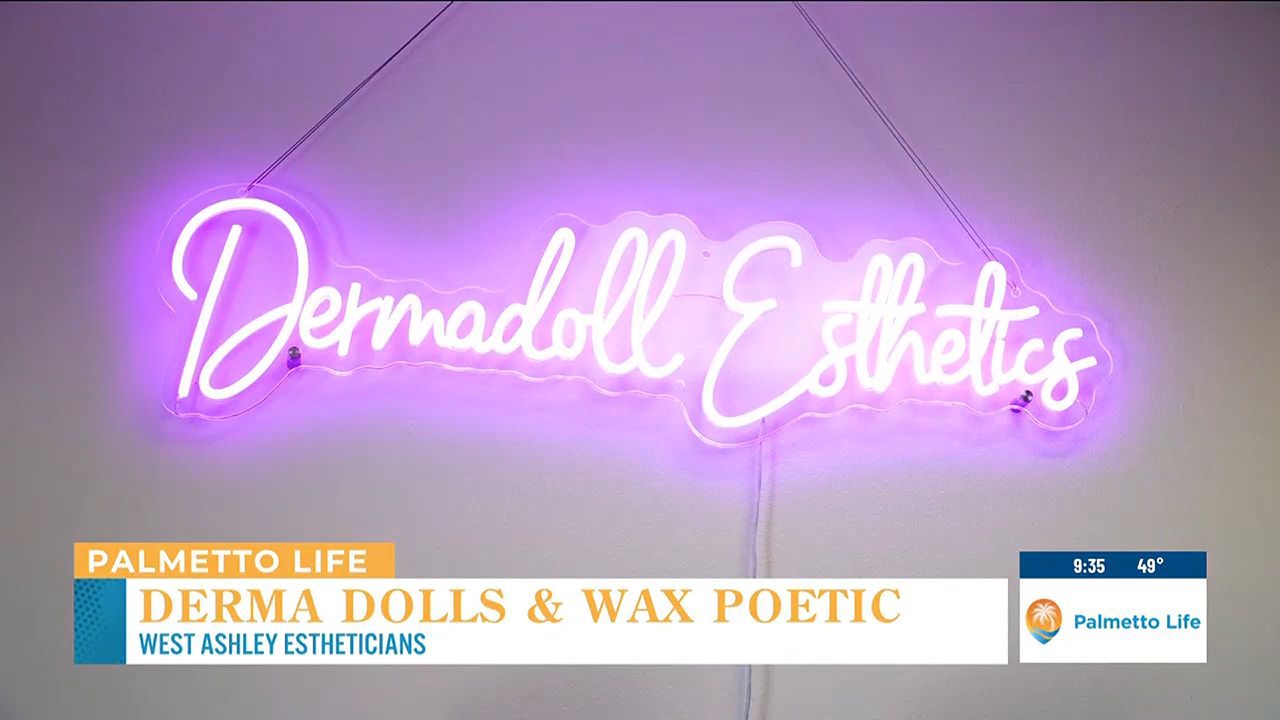 Dermadoll Esthetics
PALMETTO LIFE
DERMA DOLLS & WAX POETIC
WEST ASHLEY ESTHETICIANS
9:35 49°
Palmetto Life